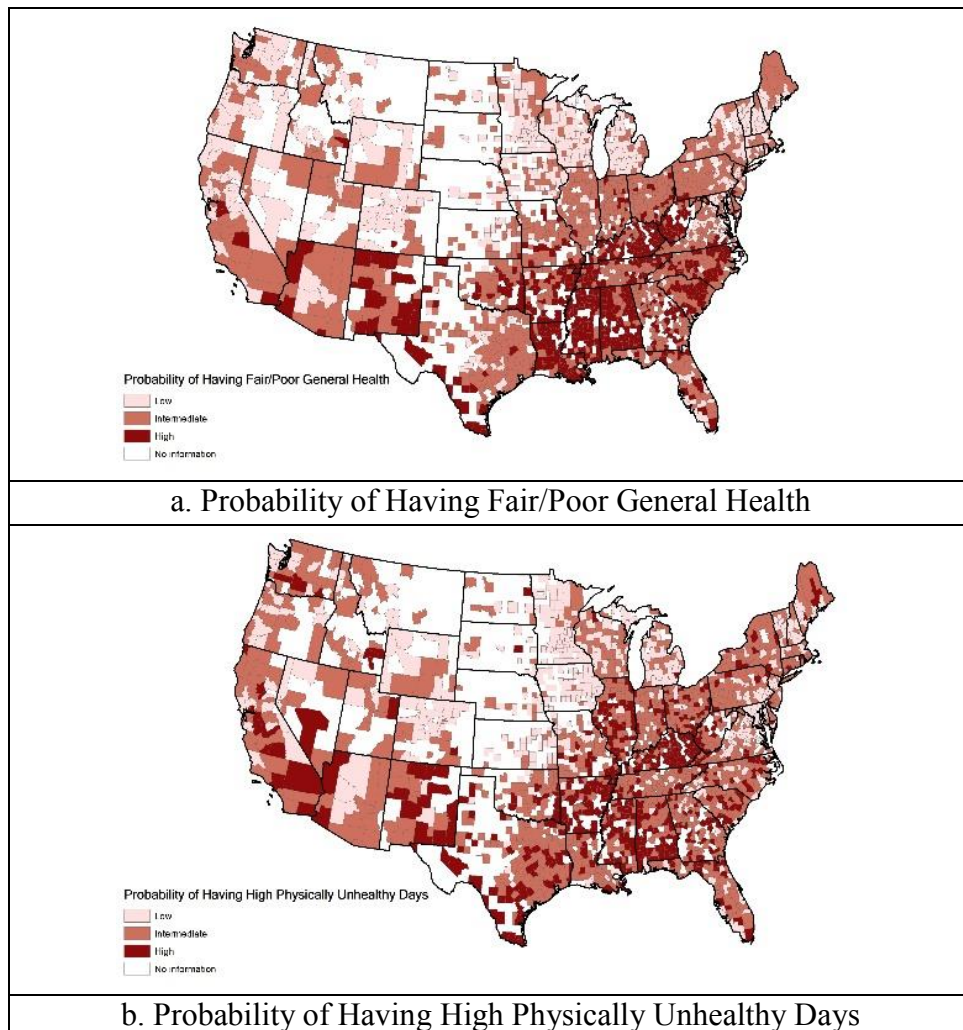 Probability of Having Fair/Poor General Health
Low
Intermediate
High
No information
a. Probability of Having Fair/Poor General Health
Probability of Having High Physically Unhealthy Days
Low
Intermediate
High
No information
b. Probability of Having High Physically Unhealthy Days